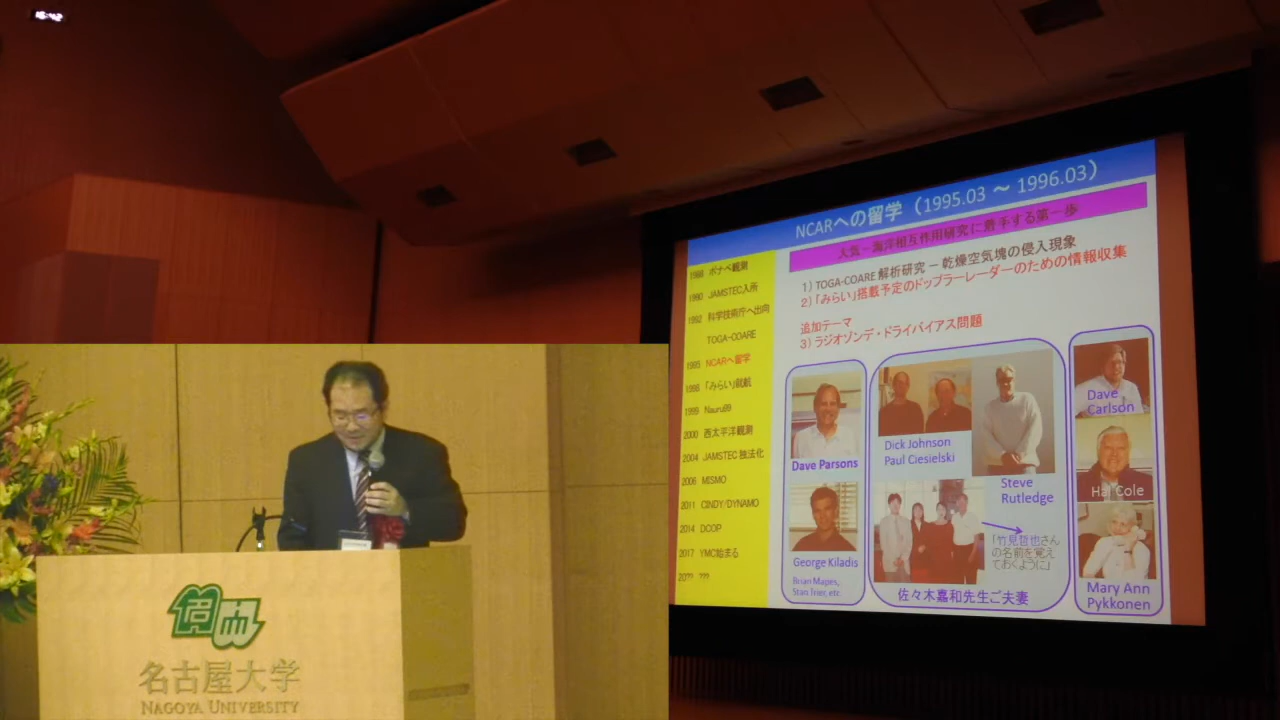 16:42
NCARへの留学（1995.03 ～ 1996.03）
大気－海洋相互作用研究に着手する第一歩
1) TOGA-COARE 解析研究 － 乾燥空気塊の侵入現象
2)「みらい」搭載予定のドップラーレーダーのための情報収集
追加テーマ
3) ラジオゾンデ・ドライバイアス問題
1988 ポナペ観測
1990 JAMSTEC入所
1992 科学技術庁へ出向
TOGA-COARE
1995 NCARへ留学
1998 「みらい」就航
1999 Nauru99
2000 西太平洋観測
2004 JAMSTEC 独法化
2006 MISMO
2011 CINDY/DYNAMO
2014 DCOP
2017 YMC始まる
20?? ???
Dave Parsons
George Kiladis
Brian Mapes,
Stan Trier, etc.
Dick Johnson
Paul Ciesielski
Steve
Rutledge
「竹見哲也さん
の名前を覚え
ておくように」
佐々木嘉和先生ご夫妻
Dave
Carlson
Hal Cole
Mary Ann
Pykkonen
名古屋大学
NAGOYA UNIVERSITY